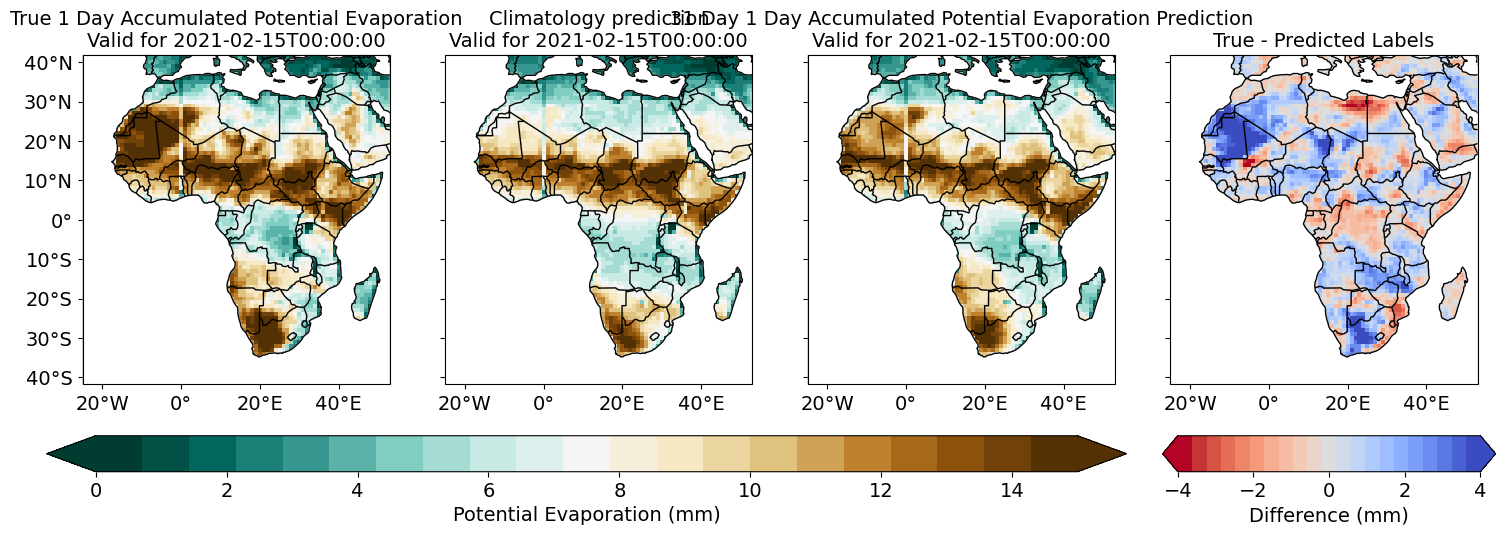 True 1 Day Accumulated Potential Evaporation
Valid for 2021-02-15T00:00:00
Climatology prediction
Valid for 2021-02-15T00:00:00
31 Day 1 Day Accumulated Potential Evaporation Prediction
Valid for 2021-02-15T00:00:00
True - Predicted Labels
40°N
30°N
20°N
10°N
0°
10°S
20°S
30°S
40°S
20°W 0° 20°E 40°E
20°W 0° 20°E 40°E
20°W 0° 20°E 40°E
20°W 0° 20°E 40°E
0 2 4 6 8 10 12 14
Potential Evaporation (mm)
−4 −2 0 2 4
Difference (mm)